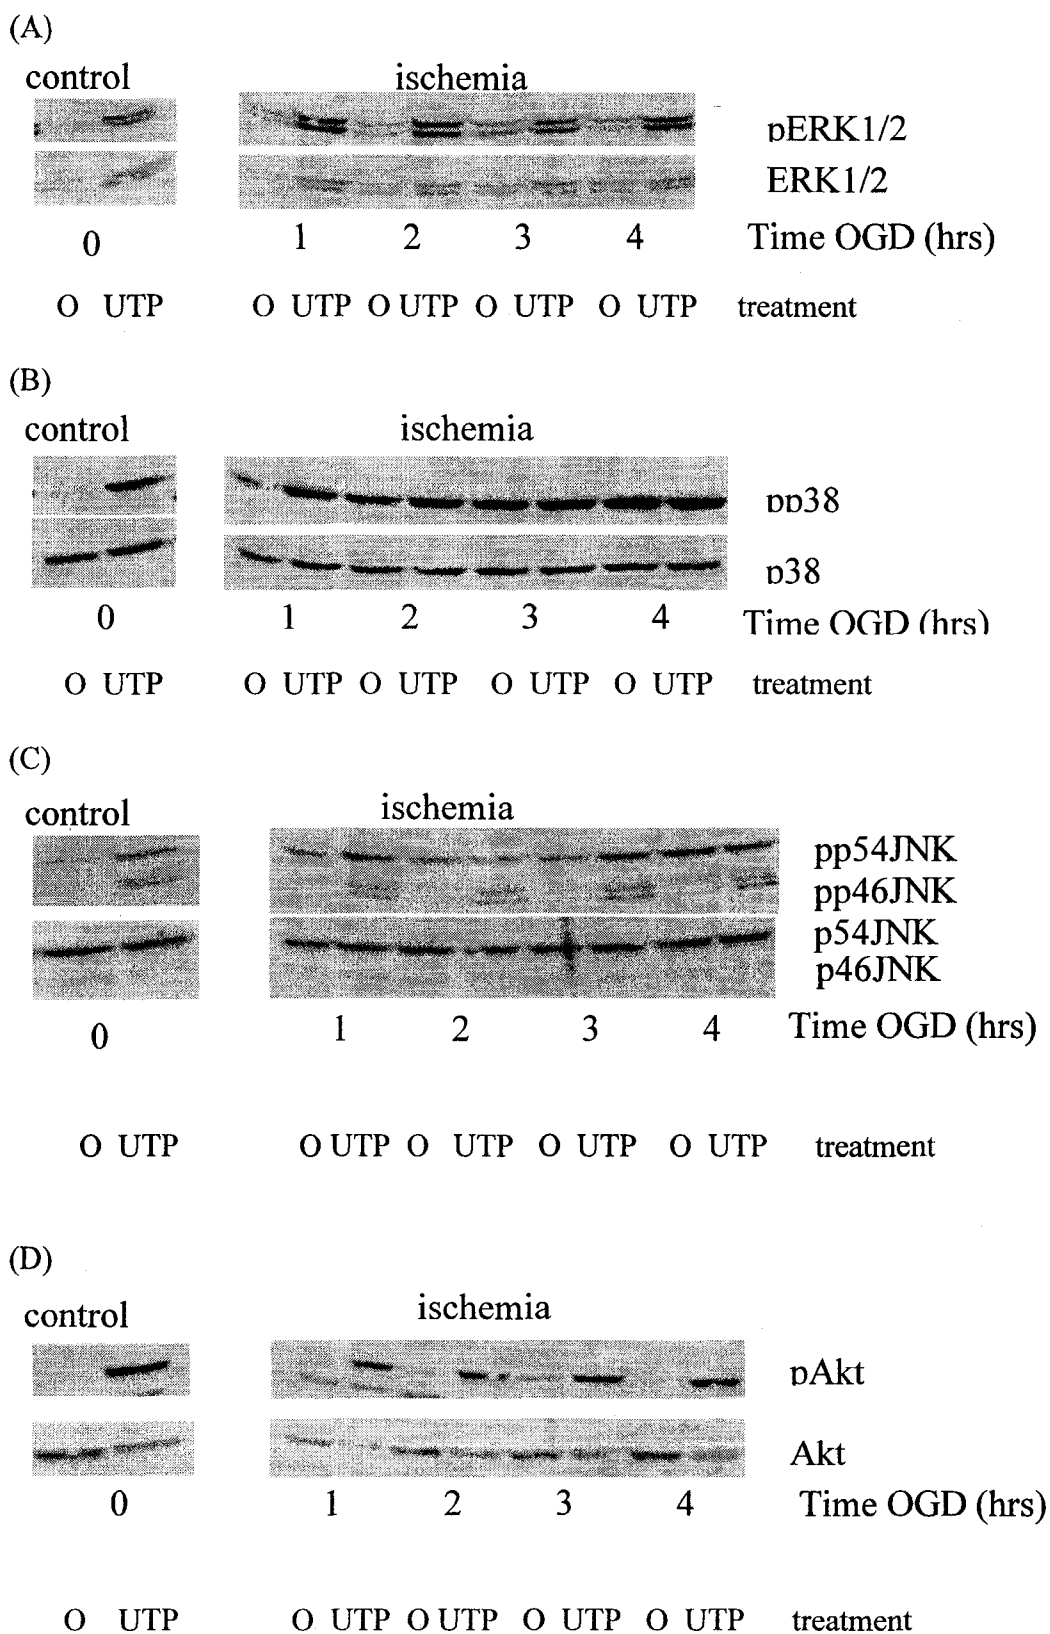 (A)
control ischemia
pERK1/2
ERK1/2
0 1 2 3 4 Time OGD (hrs)
O UTP O UTP O UTP O UTP O UTP treatment
(B)
control ischemia
pp38
p38
0 1 2 3 4 Time OGD (hrs)
O UTP O UTP O UTP O UTP O UTP treatment
(C)
control ischemia
pp54JNK
pp46JNK
p54JNK
p46JNK
0 1 2 3 4 Time OGD (hrs)
O UTP O UTP O UTP O UTP O UTP treatment
(D)
control ischemia
pAkt
Akt
0 1 2 3 4 Time OGD (hrs)
O UTP O UTP O UTP O UTP O UTP treatment